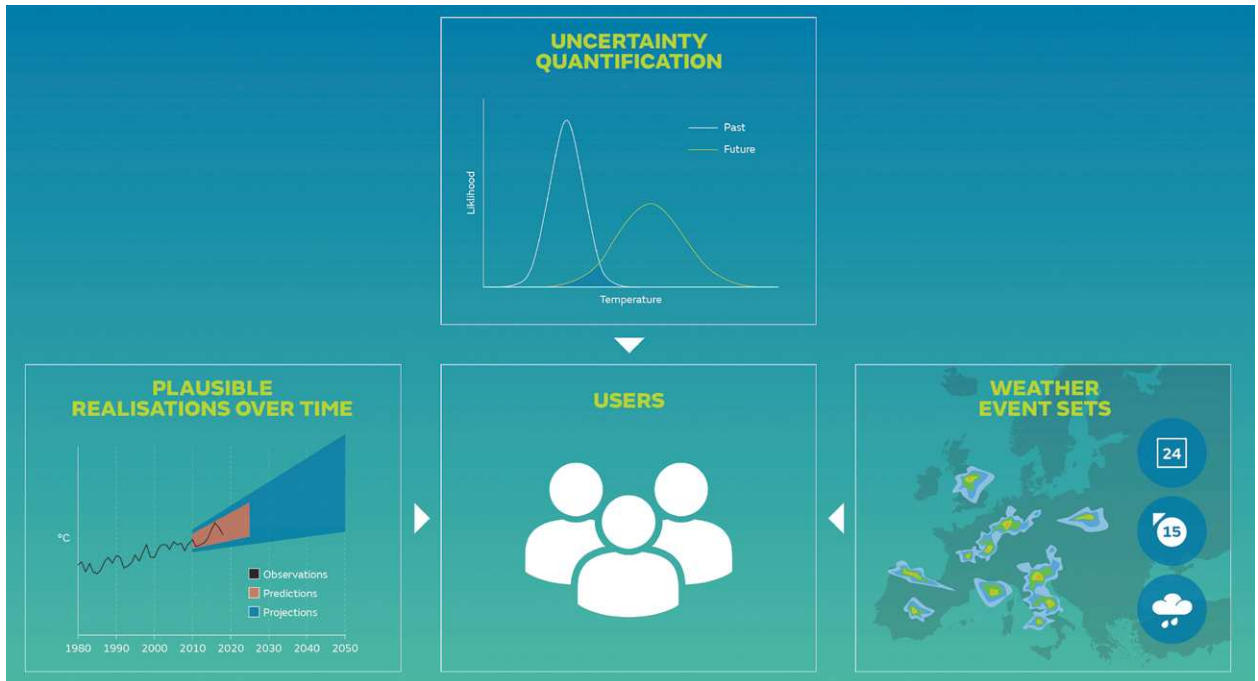 UNCERTAINTY
QUANTIFICATION
Past
Future
Liklihood
Temperature
PLAUSIBLE
REALISATIONS OVER TIME
°C
Observations
Predictions
Projections
1980 1990 2000 2010 2020 2030 2040 2050
USERS
WEATHER
EVENT SETS
24
15